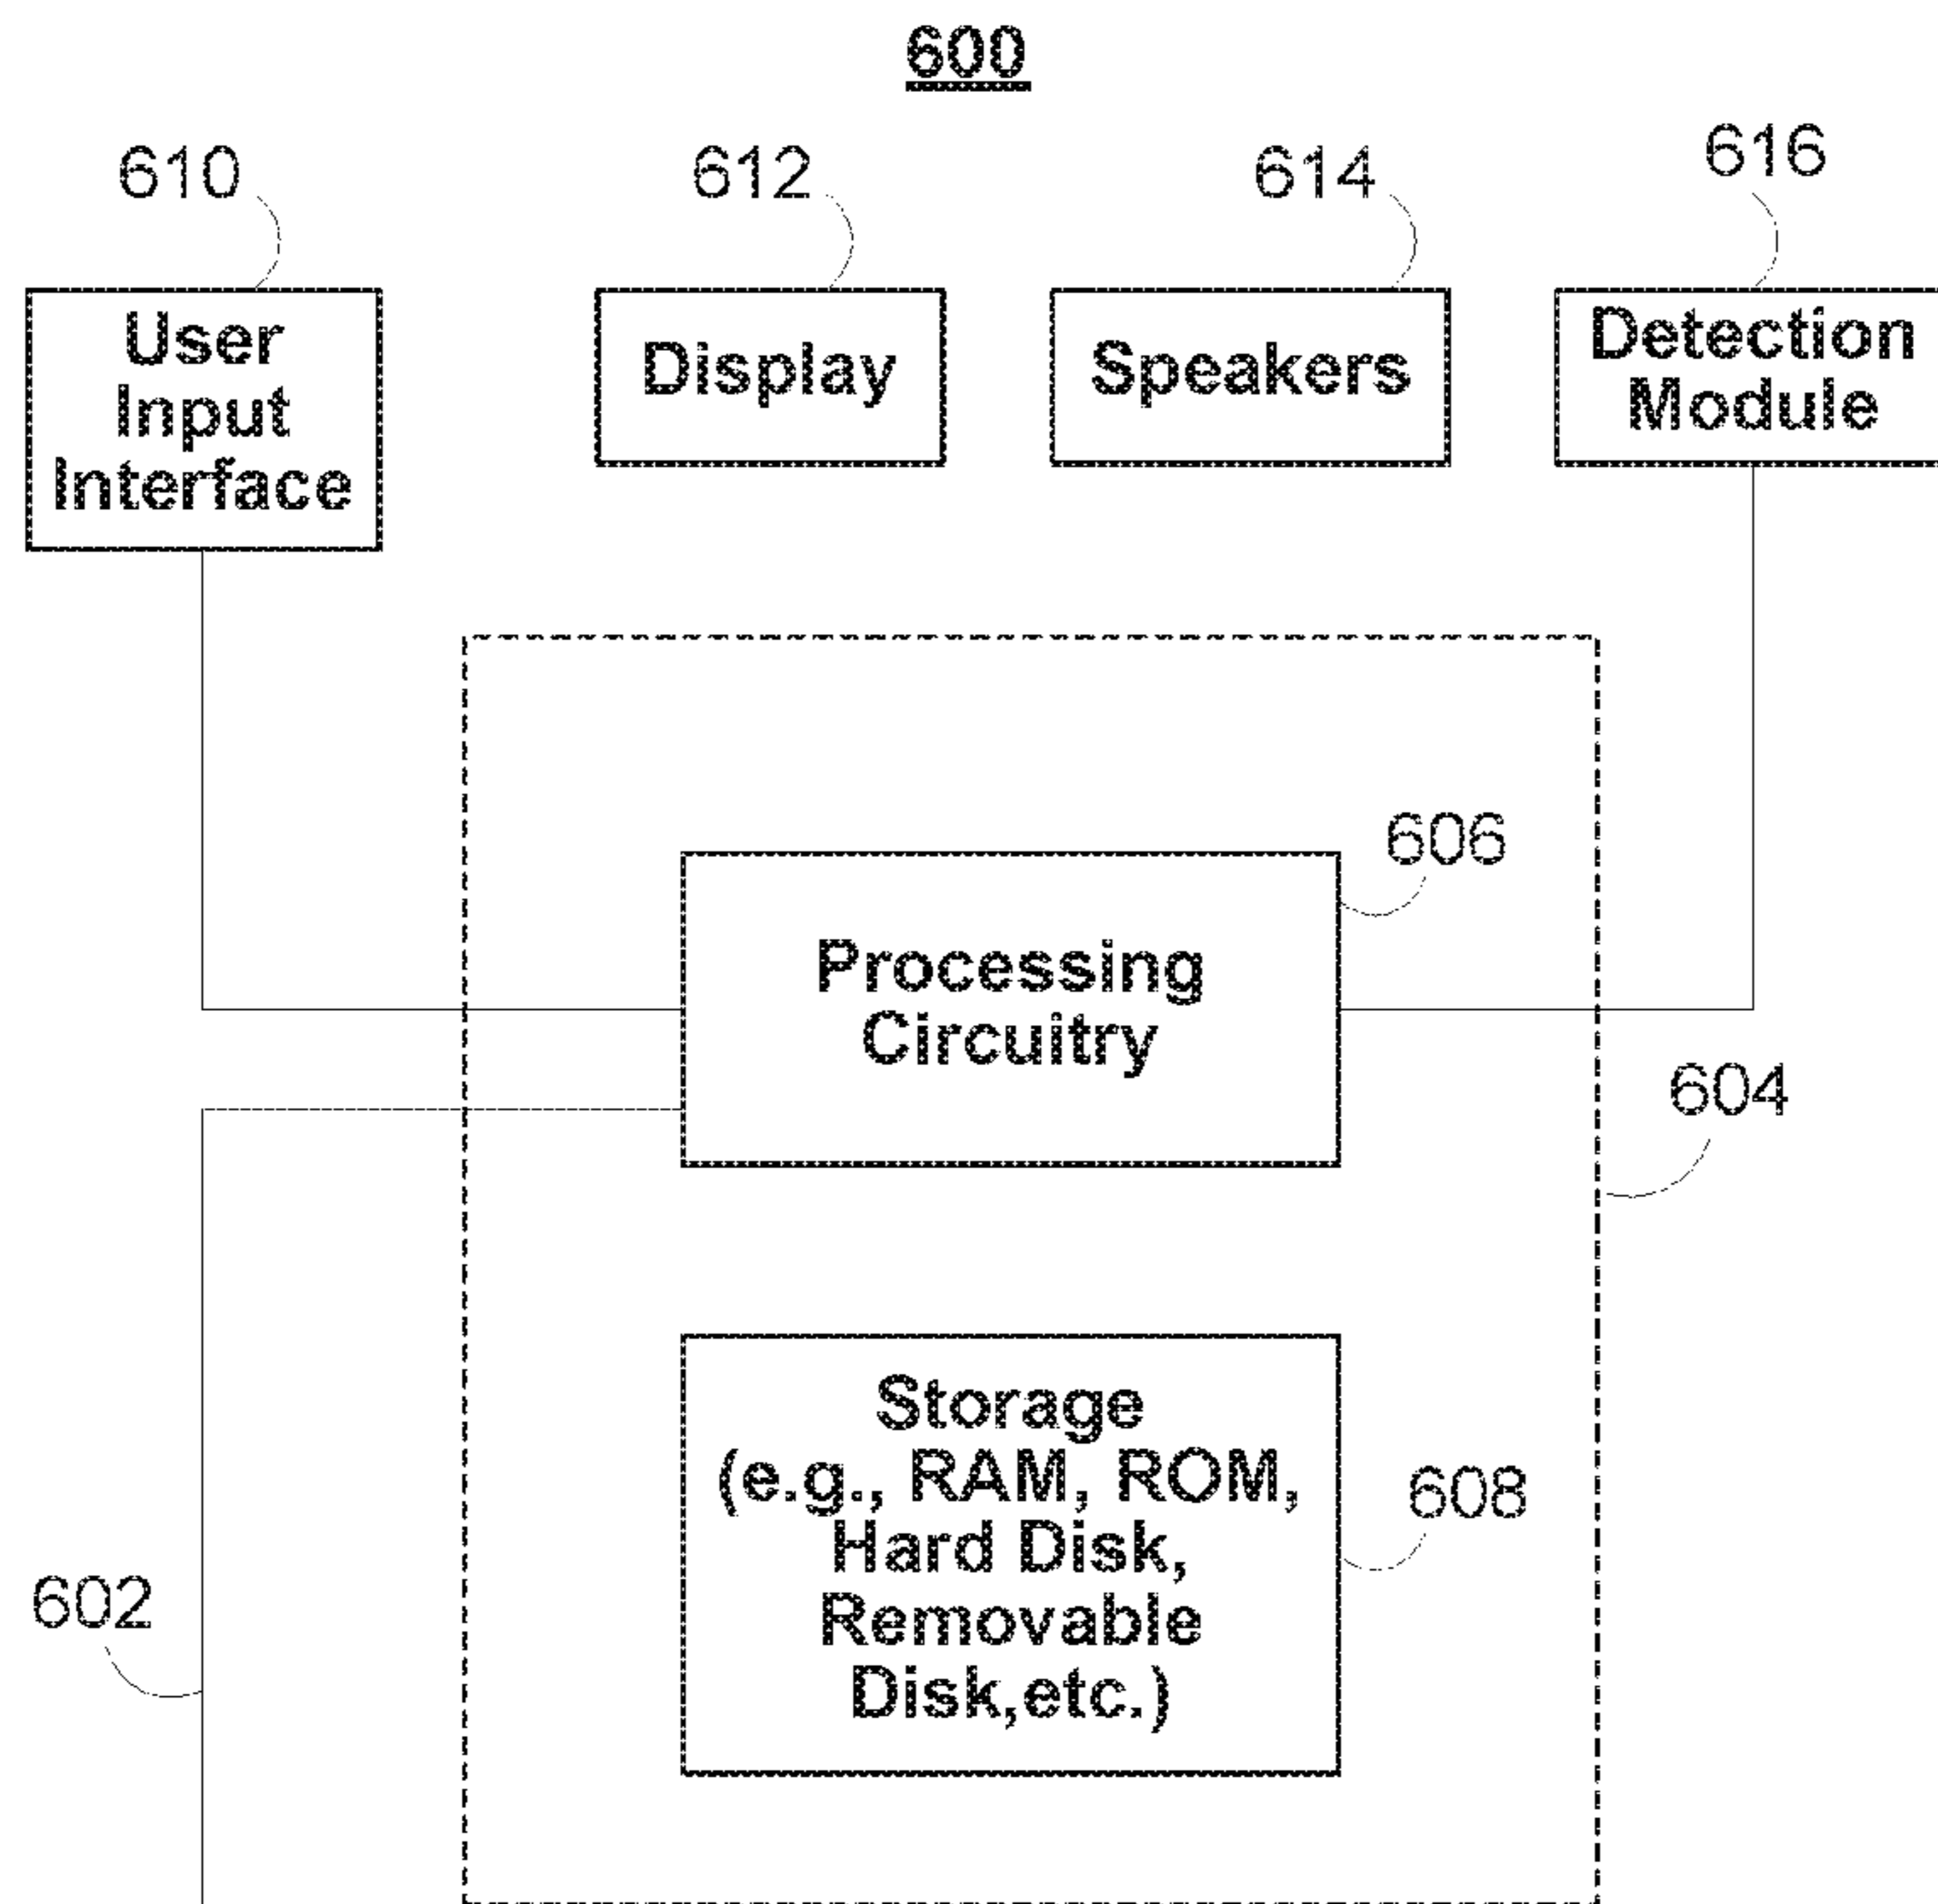 600
610
612
614
616
User
Input
Interface
Display
Speakers
Detection
Module
606
Processing
Circuitry
604
Storage
(e.g., RAM, ROM,
Hard Disk,
Removable
Disk,etc.)
608
602